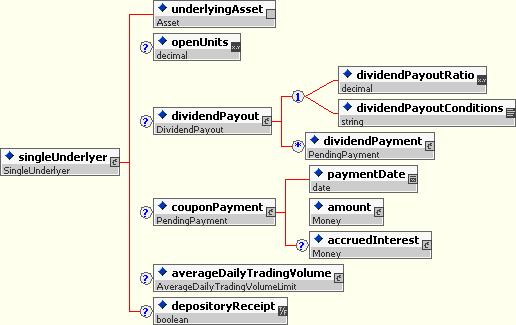 underlyingAsset
Asset
?
openUnits
decimal
dividendPayoutRatio
decimal
1
dividendPayoutConditions
string
?
dividendPayout
DividendPayout
*
dividendPayment
PendingPayment
singleUnderlyer
SingleUnderlyer
paymentDate
date
?
couponPayment
PendingPayment
amount
Money
?
accruedInterest
Money
?
averageDailyTradingVolume
AverageDailyTradingVolumeLimit
?
depositoryReceipt
boolean